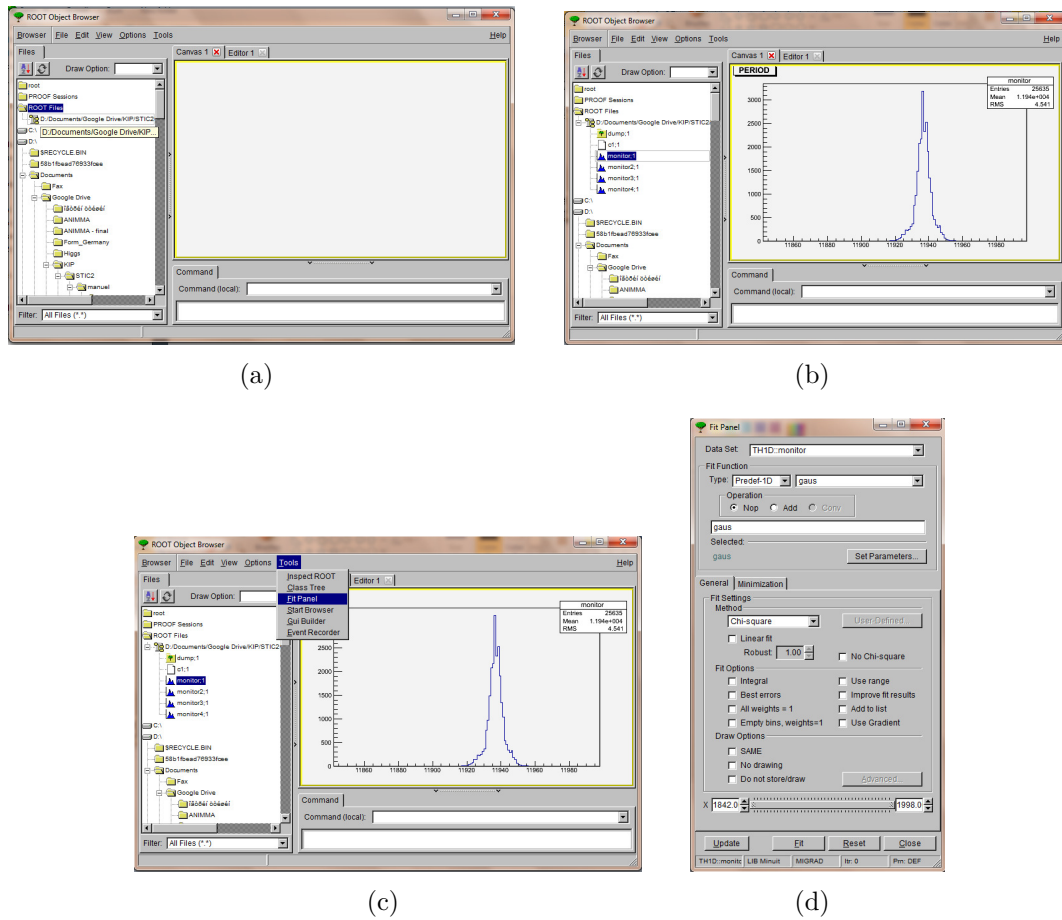 ROOT Object Browser
Browser File Edit View Options Tools Help
Files
Canvas 1 Editor 1
Draw Option:
root
PROOF Sessions
ROOT Files
D:/Documents/Google Drive/KIP/STIC2
C:\
D:/Documents/Google Drive/KIP...
D:\
$RECYCLE.BIN
58b1fbead76933fcee
Documents
Fax
Google Drive
ANIMMA
ANIMMA - final
Form_Germany
Higgs
KIP
STIC2
manuel
Filter: All Files (*.*)
Command
Command (local):
(a)
ROOT Object Browser
Browser File Edit View Options Tools Help
Files
Canvas 1 Editor 1
Draw Option:
root
PROOF Sessions
ROOT Files
D:/Documents/Google Drive/KIP/STIC2
dump;1
c1;1
monitor;1
monitor2;1
monitor3;1
monitor4;1
C:\
D:\
$RECYCLE.BIN
58b1fbead76933fcee
Documents
Fax
Google Drive
ANIMMA
Filter: All Files (*.*)
PERIOD
monitor
Entries 25635
Mean 1.194e+004
RMS 4.541
3000
2500
2000
1500
1000
500
0
11860 11880 11900 11920 11940 11960 11980
Command
Command (local):
(b)
ROOT Object Browser
Browser File Edit View Options Tools Help
Files
Editor 1
Draw Option:
Inspect ROOT
Class Tree
Fit Panel
Start Browser
Gui Builder
Event Recorder
root
PROOF Sessions
ROOT Files
D:/Documents/Google Drive/KIP/STIC2
dump;1
c1;1
monitor;1
monitor2;1
monitor3;1
monitor4;1
C:\
D:\
$RECYCLE.BIN
58b1fbead76933fcee
Documents
Fax
Google Drive
ANIMMA
Filter: All Files (*.*)
monitor
Entries 25635
Mean 1.194e+004
RMS 4.541
2500
2000
1500
1000
500
0
11860 11880 11900 11920 11940 11960 11980
Command
Command (local):
(c)
Fit Panel
Data Set: TH1D::monitor
Fit Function
Type: Predef-1D gaus
Operation
Nop Add Conv
gaus
Selected:
gaus Set Parameters...
General Minimization
Fit Settings
Method
Chi-square User-Defined...
Linear fit
Robust: 1.00 No Chi-square
Fit Options
Integral Use range
Best errors Improve fit results
All weights = 1 Add to list
Empty bins, weights=1 Use Gradient
Draw Options
SAME
No drawing
Do not store/draw Advanced...
X 1842.0 1998.0
Update Fit Reset Close
TH1D::monitc LIB Minuit MIGRAD Itr: 0 Prn: DEF
(d)